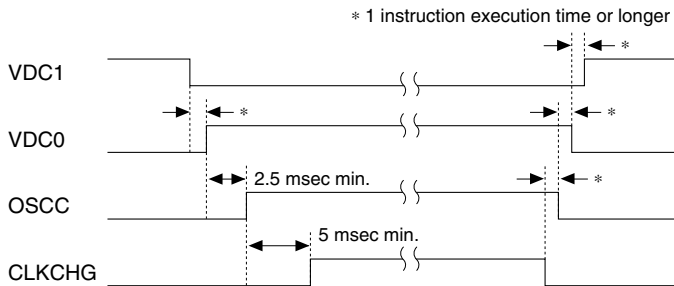 * 1 instruction execution time or longer
*
VDC1
*
*
VDC0
2.5 msec min.
*
OSCC
5 msec min.
CLKCHG